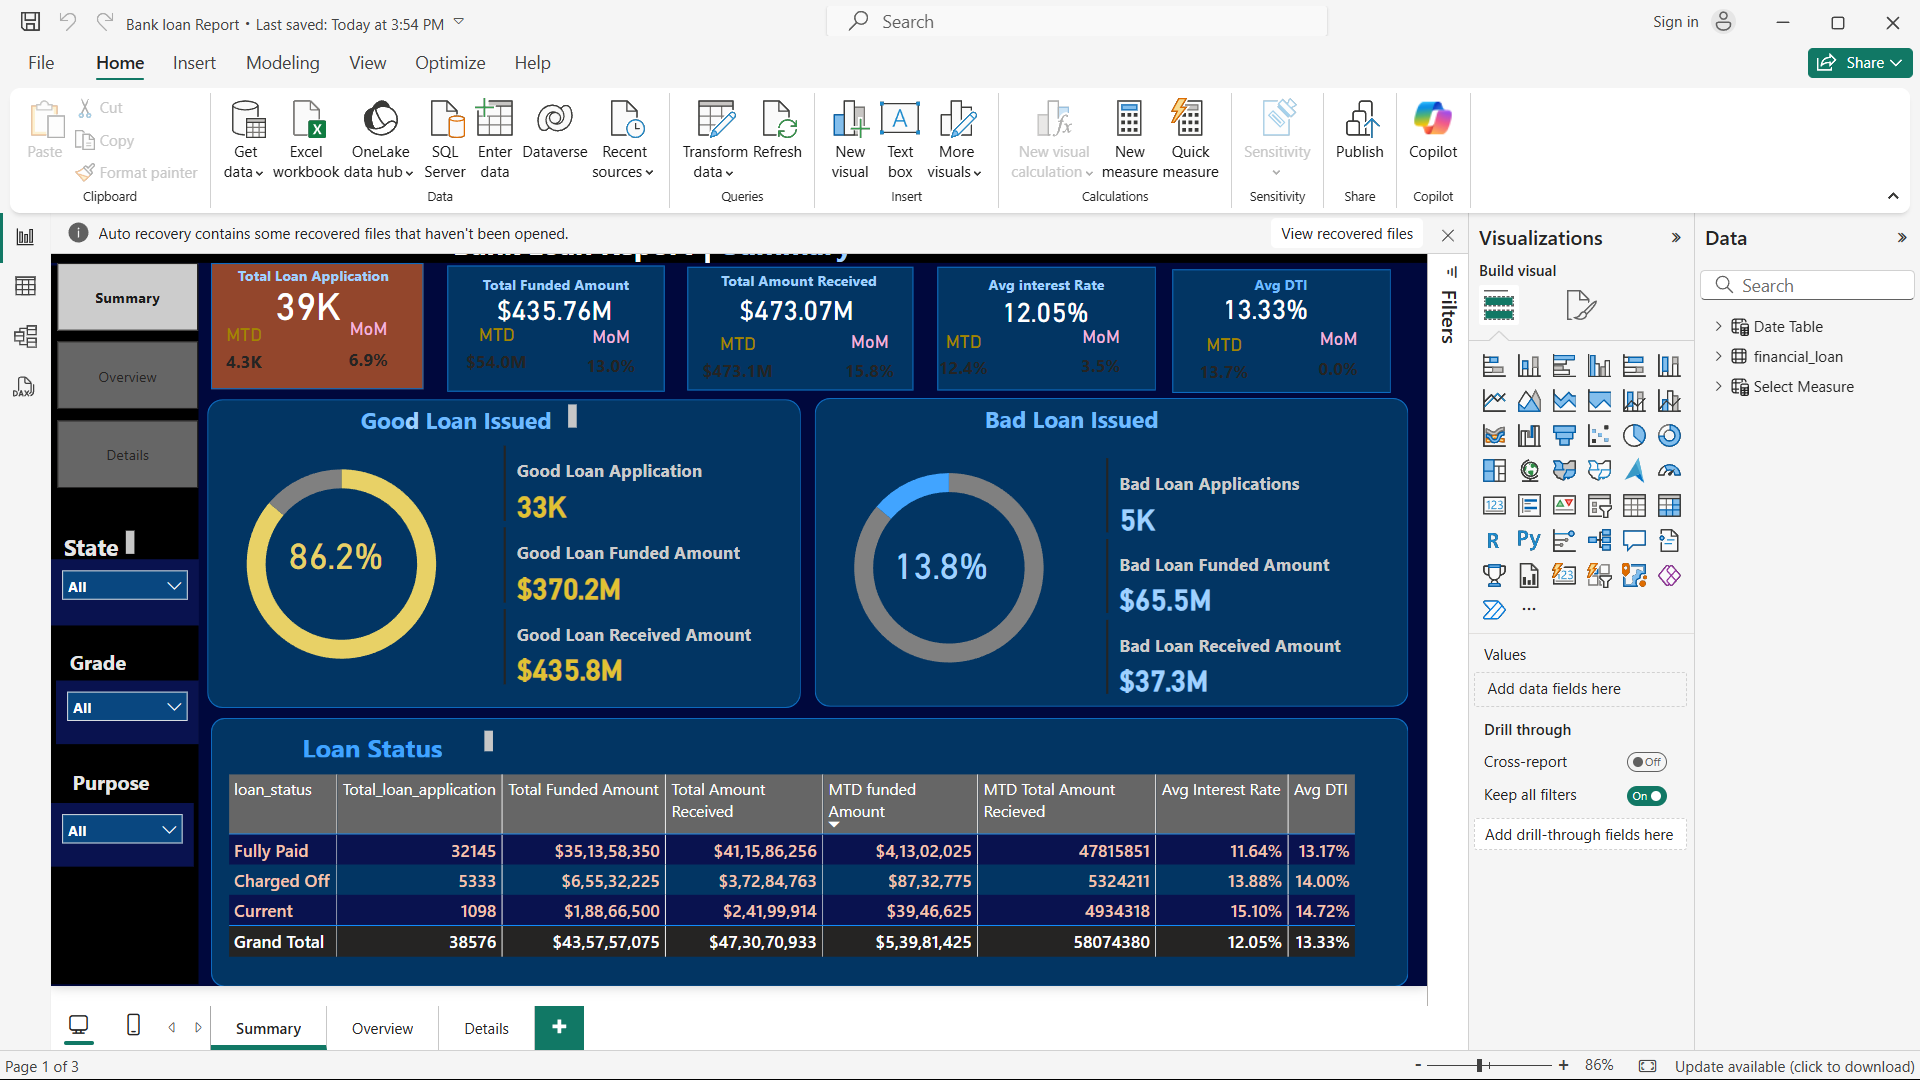 Bank loan Report • Last saved: Today at 3:54 PM
Search
Sign in
File Home Insert Modeling View Optimize Help
Share
Paste
Cut
Copy
Format painter
Clipboard
Get data
Excel workbook
OneLake data hub
SQL Server
Enter data
Dataverse
Recent sources
Data
Transform data
Refresh
Queries
New visual
Text box
More visuals
Insert
New visual calculation
New measure
Quick measure
Calculations
Sensitivity
Sensitivity
Publish
Share
Copilot
Copilot
Auto recovery contains some recovered files that haven't been opened.
View recovered files
Bank Loan Report | Summary
Summary
Overview
Details
State
All
Grade
All
Purpose
All
Total Loan Application
39K
MTD
MoM
4.3K
6.9%
Total Funded Amount
$435.76M
MTD
MoM
$54.0M
13.0%
Total Amount Received
$473.07M
MTD
MoM
$473.1M
15.8%
Avg interest Rate
12.05%
MTD
MoM
12.4%
3.5%
Avg DTI
13.33%
MTD
MoM
13.7%
0.0%
Good Loan Issued
86.2%
Good Loan Application
33K
Good Loan Funded Amount
$370.2M
Good Loan Received Amount
$435.8M
Bad Loan Issued
13.8%
Bad Loan Applications
5K
Bad Loan Funded Amount
$65.5M
Bad Loan Received Amount
$37.3M
Loan Status
loan_status Total_loan_application Total Funded Amount Total Amount Received MTD funded Amount MTD Total Amount Recieved Avg Interest Rate Avg DTI
Fully Paid 32145 $35,13,58,350 $41,15,86,256 $4,13,02,025 47815851 11.64% 13.17%
Charged Off 5333 $6,55,32,225 $3,72,84,763 $87,32,775 5324211 13.88% 14.00%
Current 1098 $1,88,66,500 $2,41,99,914 $39,46,625 4934318 15.10% 14.72%
Grand Total 38576 $43,57,57,075 $47,30,70,933 $5,39,81,425 58074380 12.05% 13.33%
Filters
Visualizations
Build visual
123
R
Py
123
Values
Add data fields here
Drill through
Cross-report
Off
Keep all filters
On
Add drill-through fields here
Data
Search
Date Table
financial_loan
Select Measure
DAX
Summary
Overview
Details
Page 1 of 3
86%
Update available (click to download)